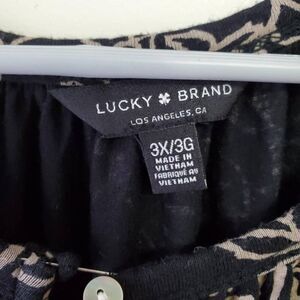 LUCKY BRAND
LOS ANGELES, CA
3X/3G
MADE IN
VIETNAM
FABRIQUÉ AU
VIETNAM